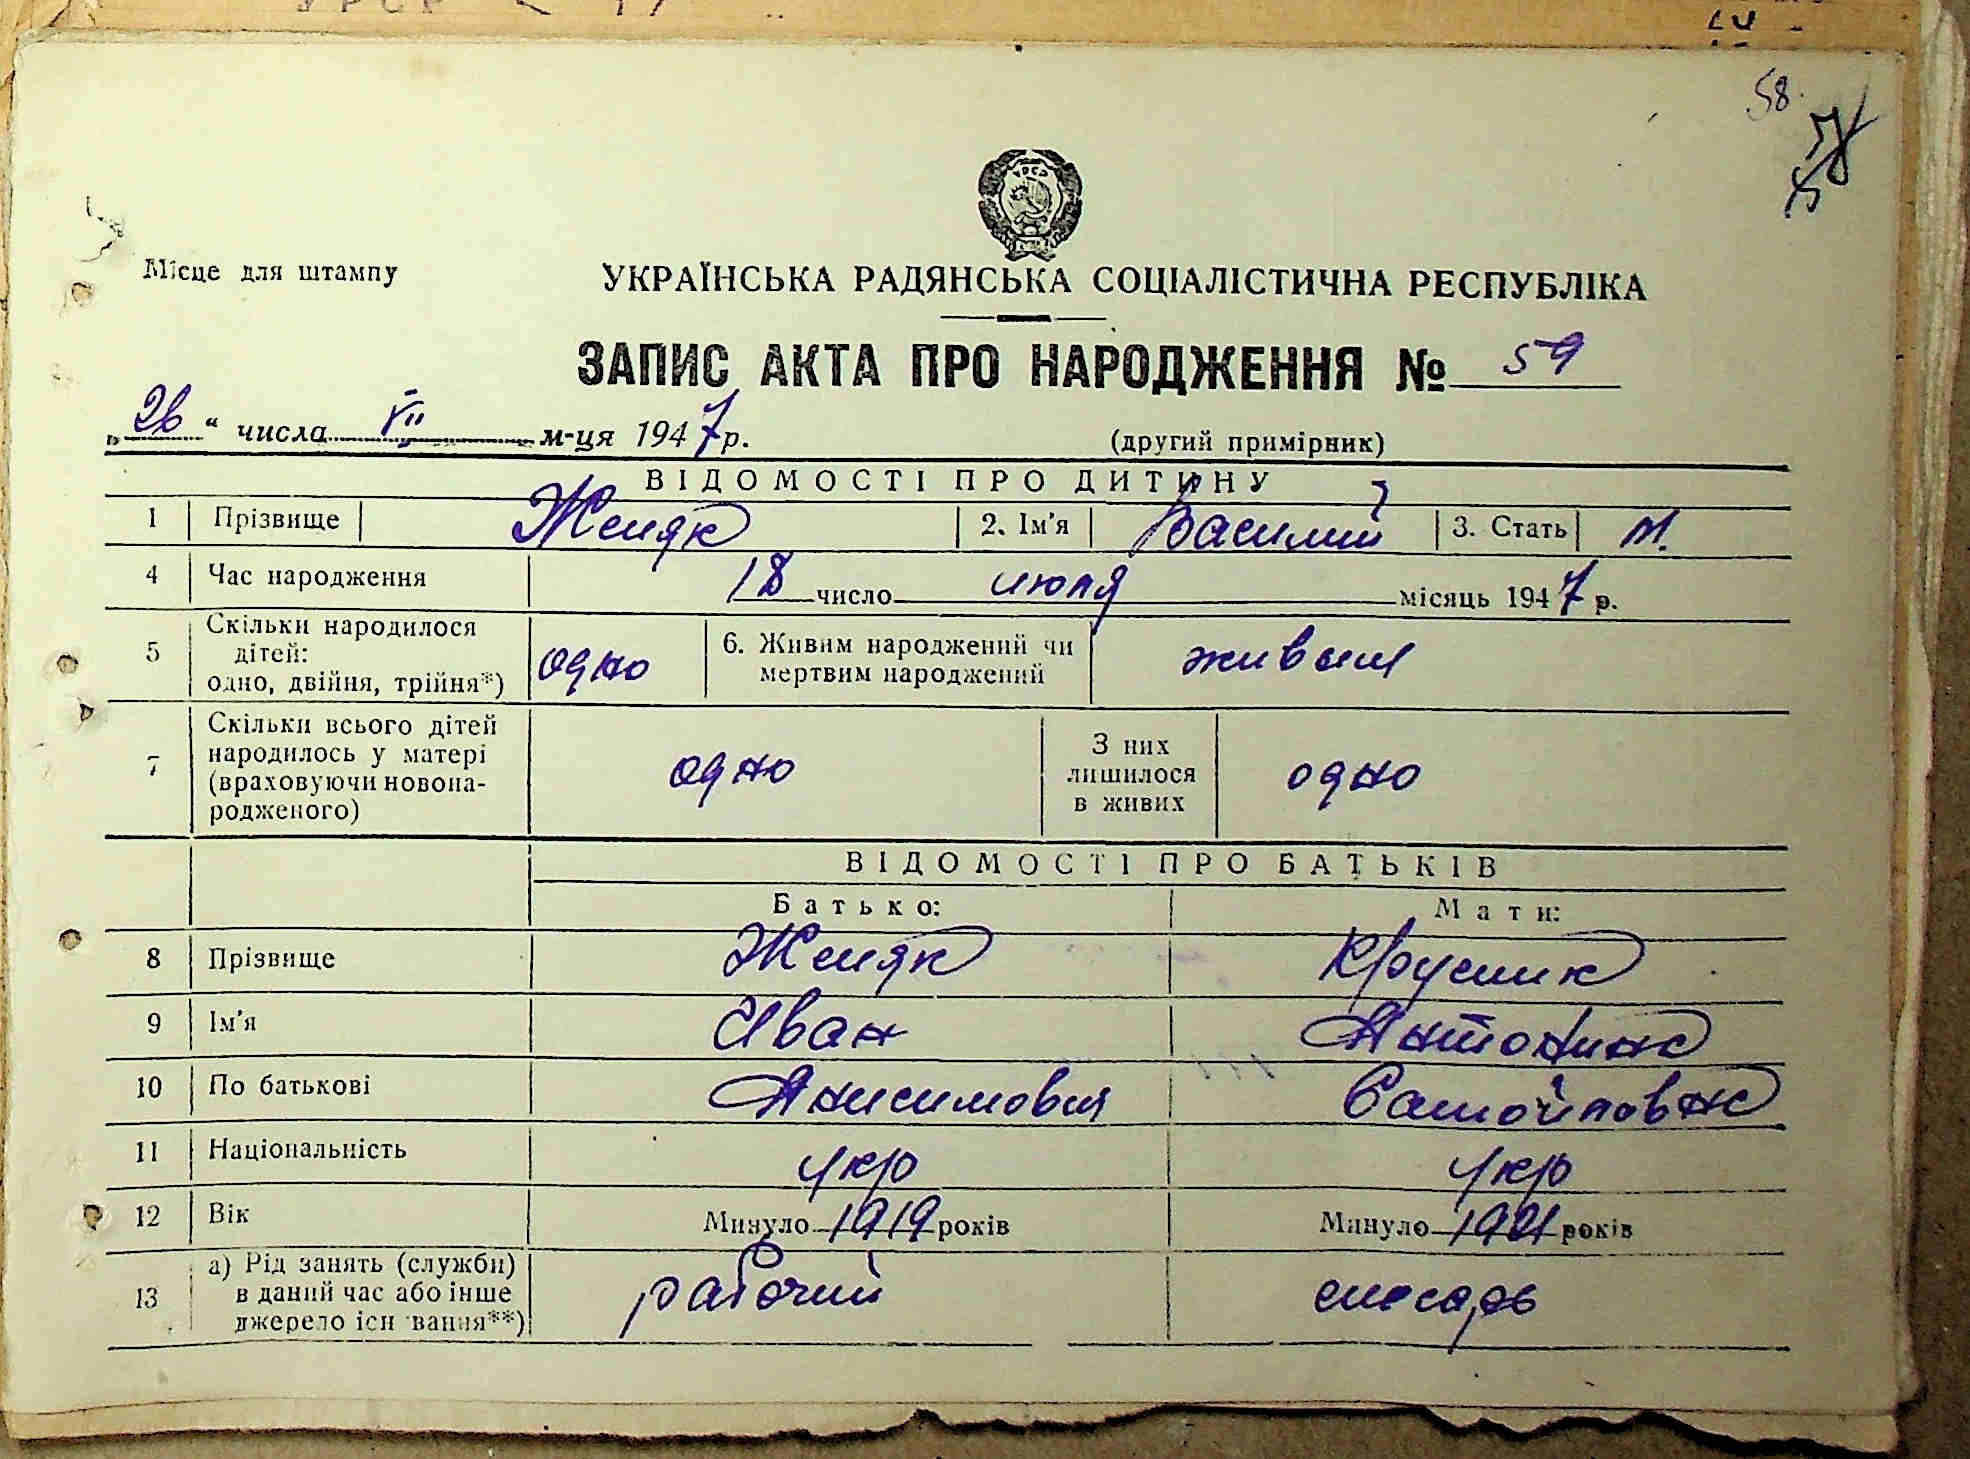 58.
Місце для штампу
УКРАЇНСЬКА РАДЯНСЬКА СОЦІАЛІСТИЧНА РЕСПУБЛІКА
ЗАПИС АКТА ПРО НАРОДЖЕННЯ № 59
„26“ числа VII м-ця 1947 р. (другий примірник)
ВІДОМОСТІ ПРО ДИТИНУ
1 Прізвище 2. Ім'я Василий 3. Стать м.
4 Час народження 18 число июля місяць 1947 р.
5 Скільки народилося дітей: одно, двійня, трійня*) одно 6. Живим народжений чи мертвим народжений живым
7 Скільки всього дітей народилось у матері (враховуючи новонародженого) одно З них лишилося в живих одно
ВІДОМОСТІ ПРО БАТЬКІВ
Батько: Мати:
8 Прізвище
9 Ім'я Иван Антонина
10 По батькові Анисимович Самойловна
11 Національність укр укр
12 Вік Минуло 1919 років Минуло 1921 років
13 а) Рід занять (служби) в даний час або інше джерело існування**) рабочий слесарь